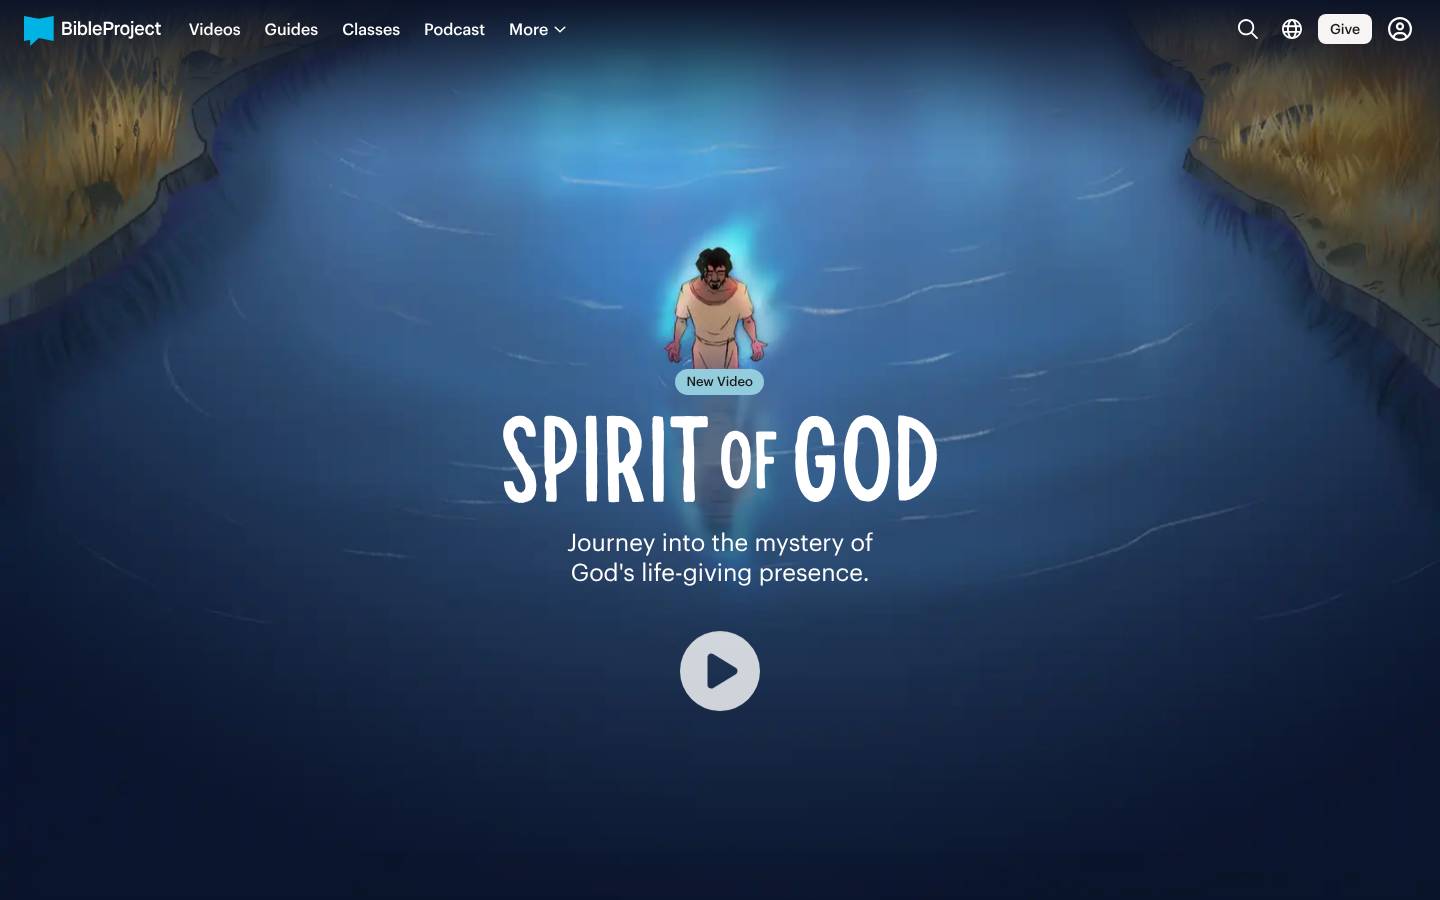 BibleProject
Videos
Guides
Classes
Podcast
More
Give
New Video
SPIRIT OF GOD
Journey into the mystery of
God's life-giving presence.